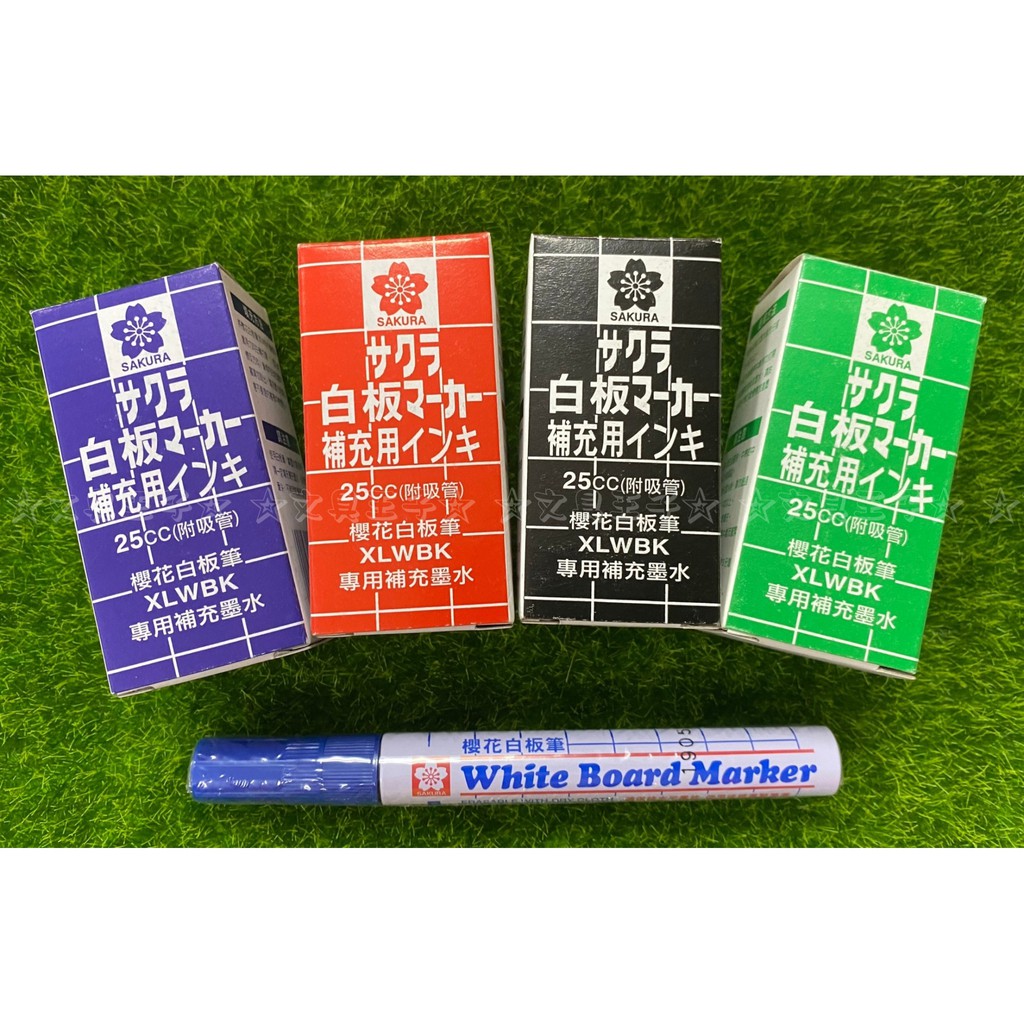 SAKURA
サクラ
白板マーカー
補充用インキ
25CC(附吸管)
櫻花白板筆
XLWBK
專用補充墨水
SAKURA
サクラ
白板マーカー
補充用インキ
25CC(附吸管)
櫻花白板筆
XLWBK
專用補充墨水
SAKURA
サクラ
白板マーカー
補充用インキ
25CC(附吸管)
櫻花白板筆
XLWBK
專用補充墨水
SAKURA
サクラ
白板マーカー
補充用インキ
25CC(附吸管)
櫻花白板筆
XLWBK
專用補充墨水
☆文具王子☆
櫻花白板筆
SAKURA
White Board Marker
1905